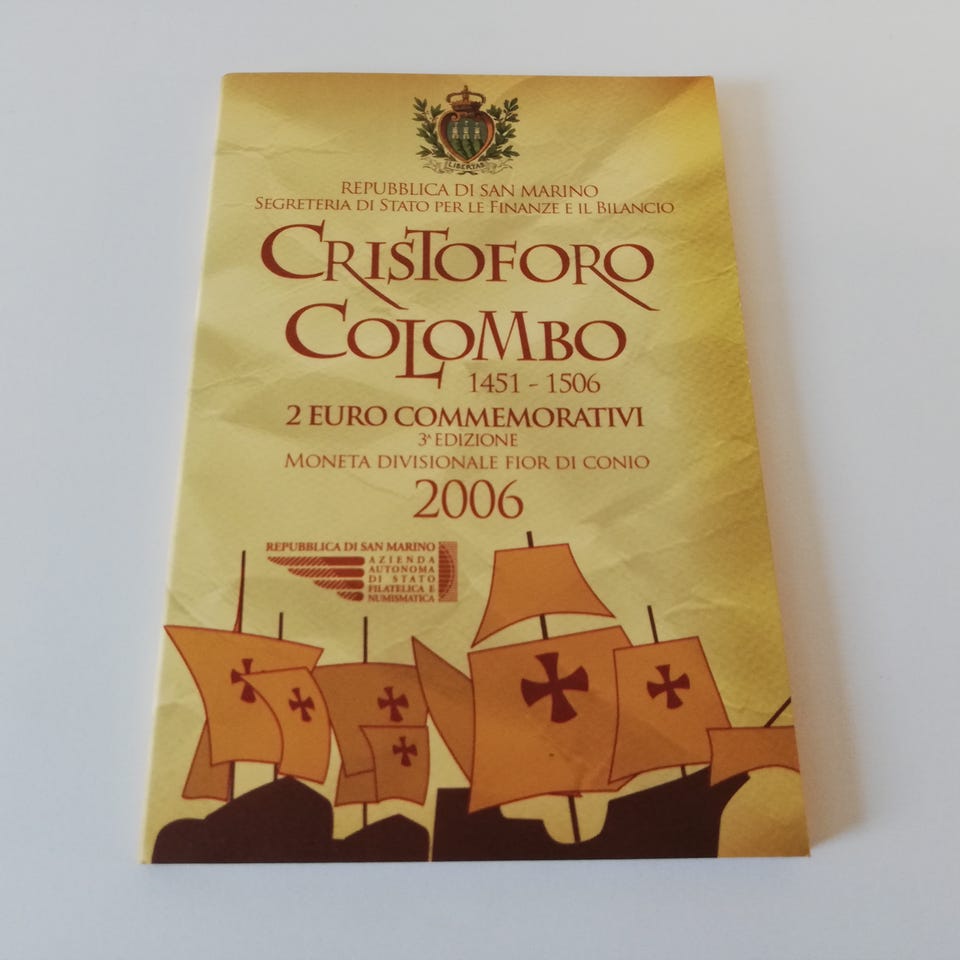 LIBERTAS
REPUBBLICA DI SAN MARINO
SEGRETERIA DI STATO PER LE FINANZE E IL BILANCIO
CRISTOFORO
COLOMBO
1451 - 1506
2 EURO COMMEMORATIVI
3ᴬ EDIZIONE
MONETA DIVISIONALE FIOR DI CONIO
2006
REPUBBLICA DI SAN MARINO
AZIENDA
AUTONOMA
DI STATO
FILATELICA E
NUMISMATICA